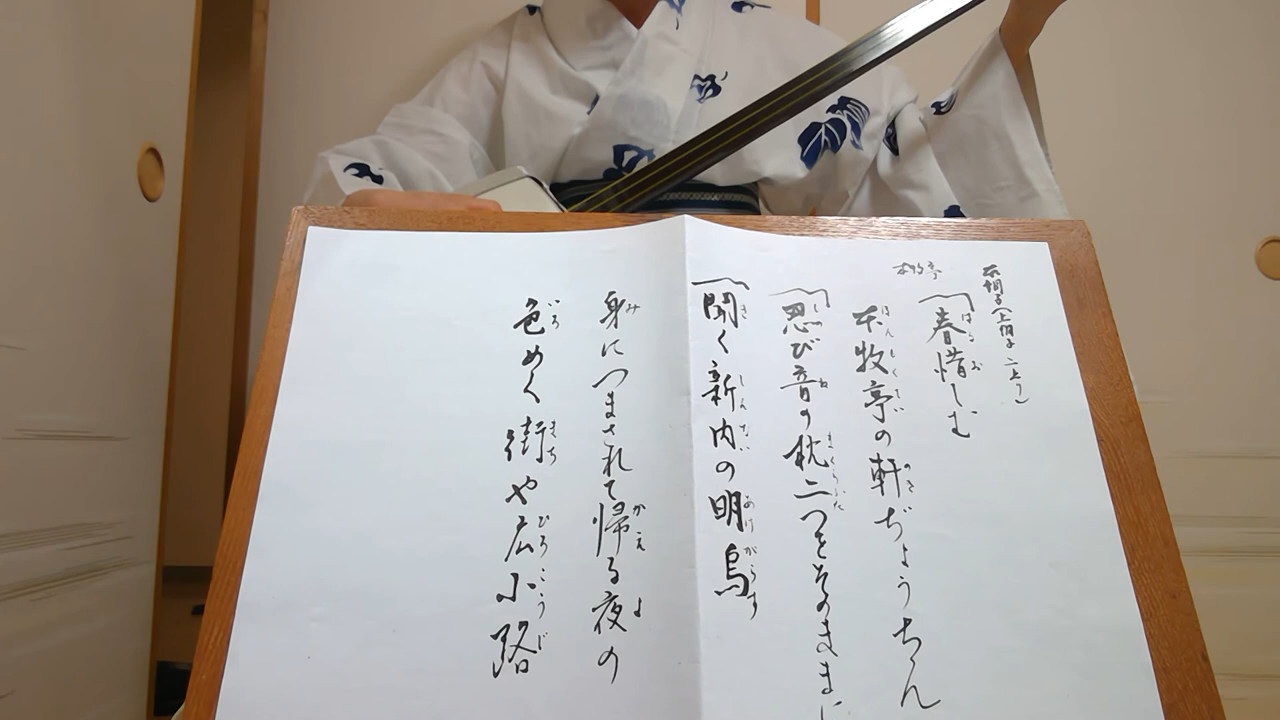 本調子(上調子 二上り)
本牧亭
春惜しむ
本牧亭の軒ぢょうちん
忍び音の枕二つをそのままに
聞く新内の明烏
身につまされて帰る夜の
色めく街や広小路